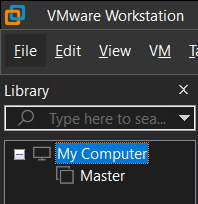 VMware Workstation
File Edit View VM
Library
Type here to sea...
My Computer
Master